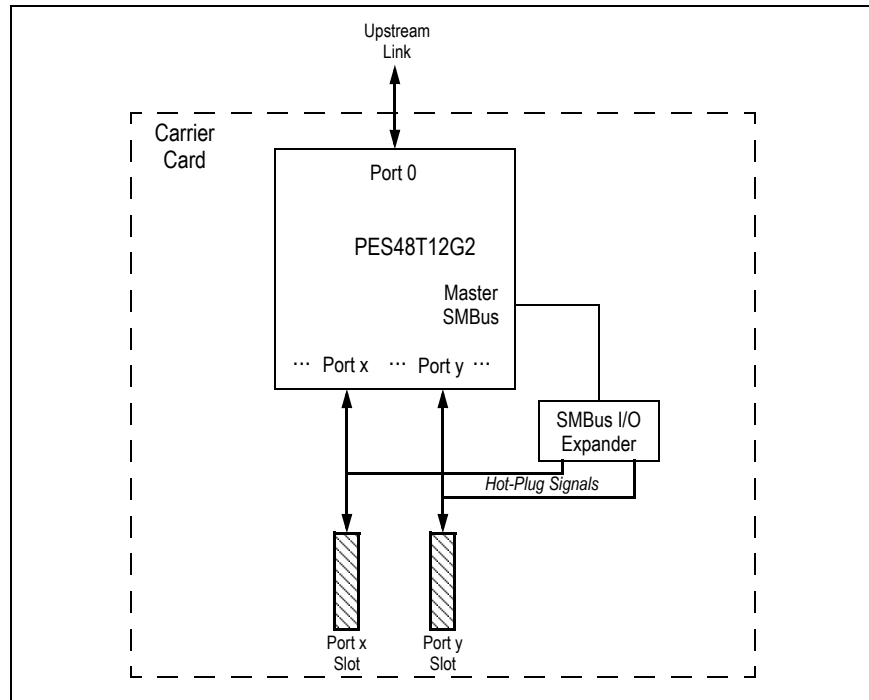 Upstream
Link
Carrier
Card
Port 0
PES48T12G2
Master
SMBus
... Port x ... Port y ...
SMBus I/O
Expander
Hot-Plug Signals
Port x
Slot
Port y
Slot